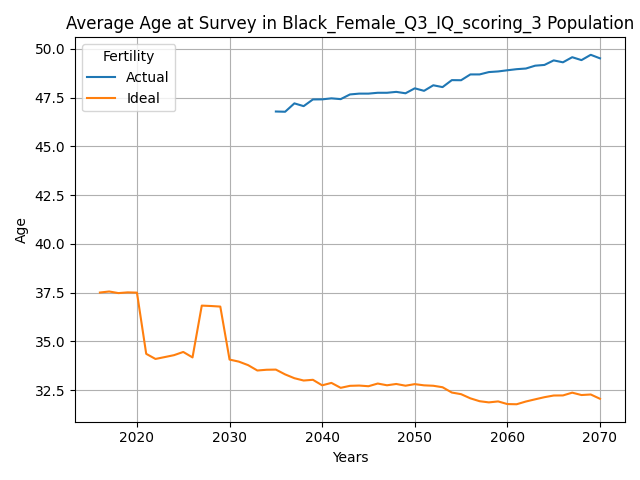 Average Age at Survey in Black_Female_Q3_IQ_scoring_3 Population
Fertility
Actual
Ideal
50.0
47.5
45.0
42.5
40.0
37.5
35.0
32.5
Age
2020 2030 2040 2050 2060 2070
Years